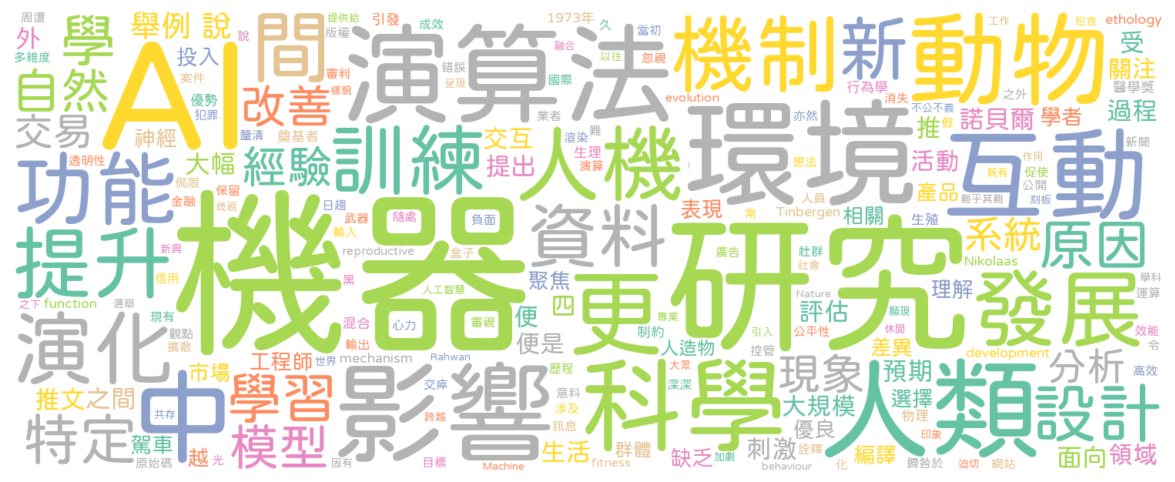 周遭
外
多維度
學
舉例
說
提供給
版權
引發
成效
1973年
久
當初
工作
包含
ethology
AI
間
演算法
機制
新
動物
受
關注
醫學獎
投入
案件
優勢
犯罪
自然
改善
審判
樣貌
說
錯誤
呈現
融合
國際
以往
忽視
業者
evolution
行為學
消失
之外
不公不義
過程
交易
神經
釐清
奠基者
環境
亦然
推
假
諾貝爾
學者
新聞
功能
透明性
大幅
經驗
訓練
交互
提出
渲染
難
生理
演算
人機
想法
活動
互動
作用
既有
促使
公開
難乎其難
刻板
侷限
金融
保留
歧視
日趨
武器
隨處
負面
機器
資料
表現
常
人員
Tinbergen
產品
相關
生殖
提升
新興
信用
輸入
reproductive
盒子
黑
人工智慧
聚焦
更
研究
廣告
社群
社會
系統
Nikolaas
原因
學科
運算
之下
function
選舉
現有
觀點
擴散
混合
輸出
心力
審視
便
四
制約
專業
Nature
評估
公平性
理解
顯現
休閒
發展
效能
令
演化
工程師
世界
mechanism
Rahwan
便是
歷程
人造物
引入
控管
差異
development
推文
之間
市場
中
共存
學習
影響
交瘁
跨越
意料
涉及
訊息
科學
大眾
深深
現象
大規模
預期
選擇
物理
印象
分析
高效
設計
特定
駕車
原始碼
越
光
模型
固有
目標
Machine
生活
fitness
群體
缺乏
加劇
刺激
behaviour
優良
詮釋
化
編譯
歸咎於
人類
迫切
網站
面向
領域